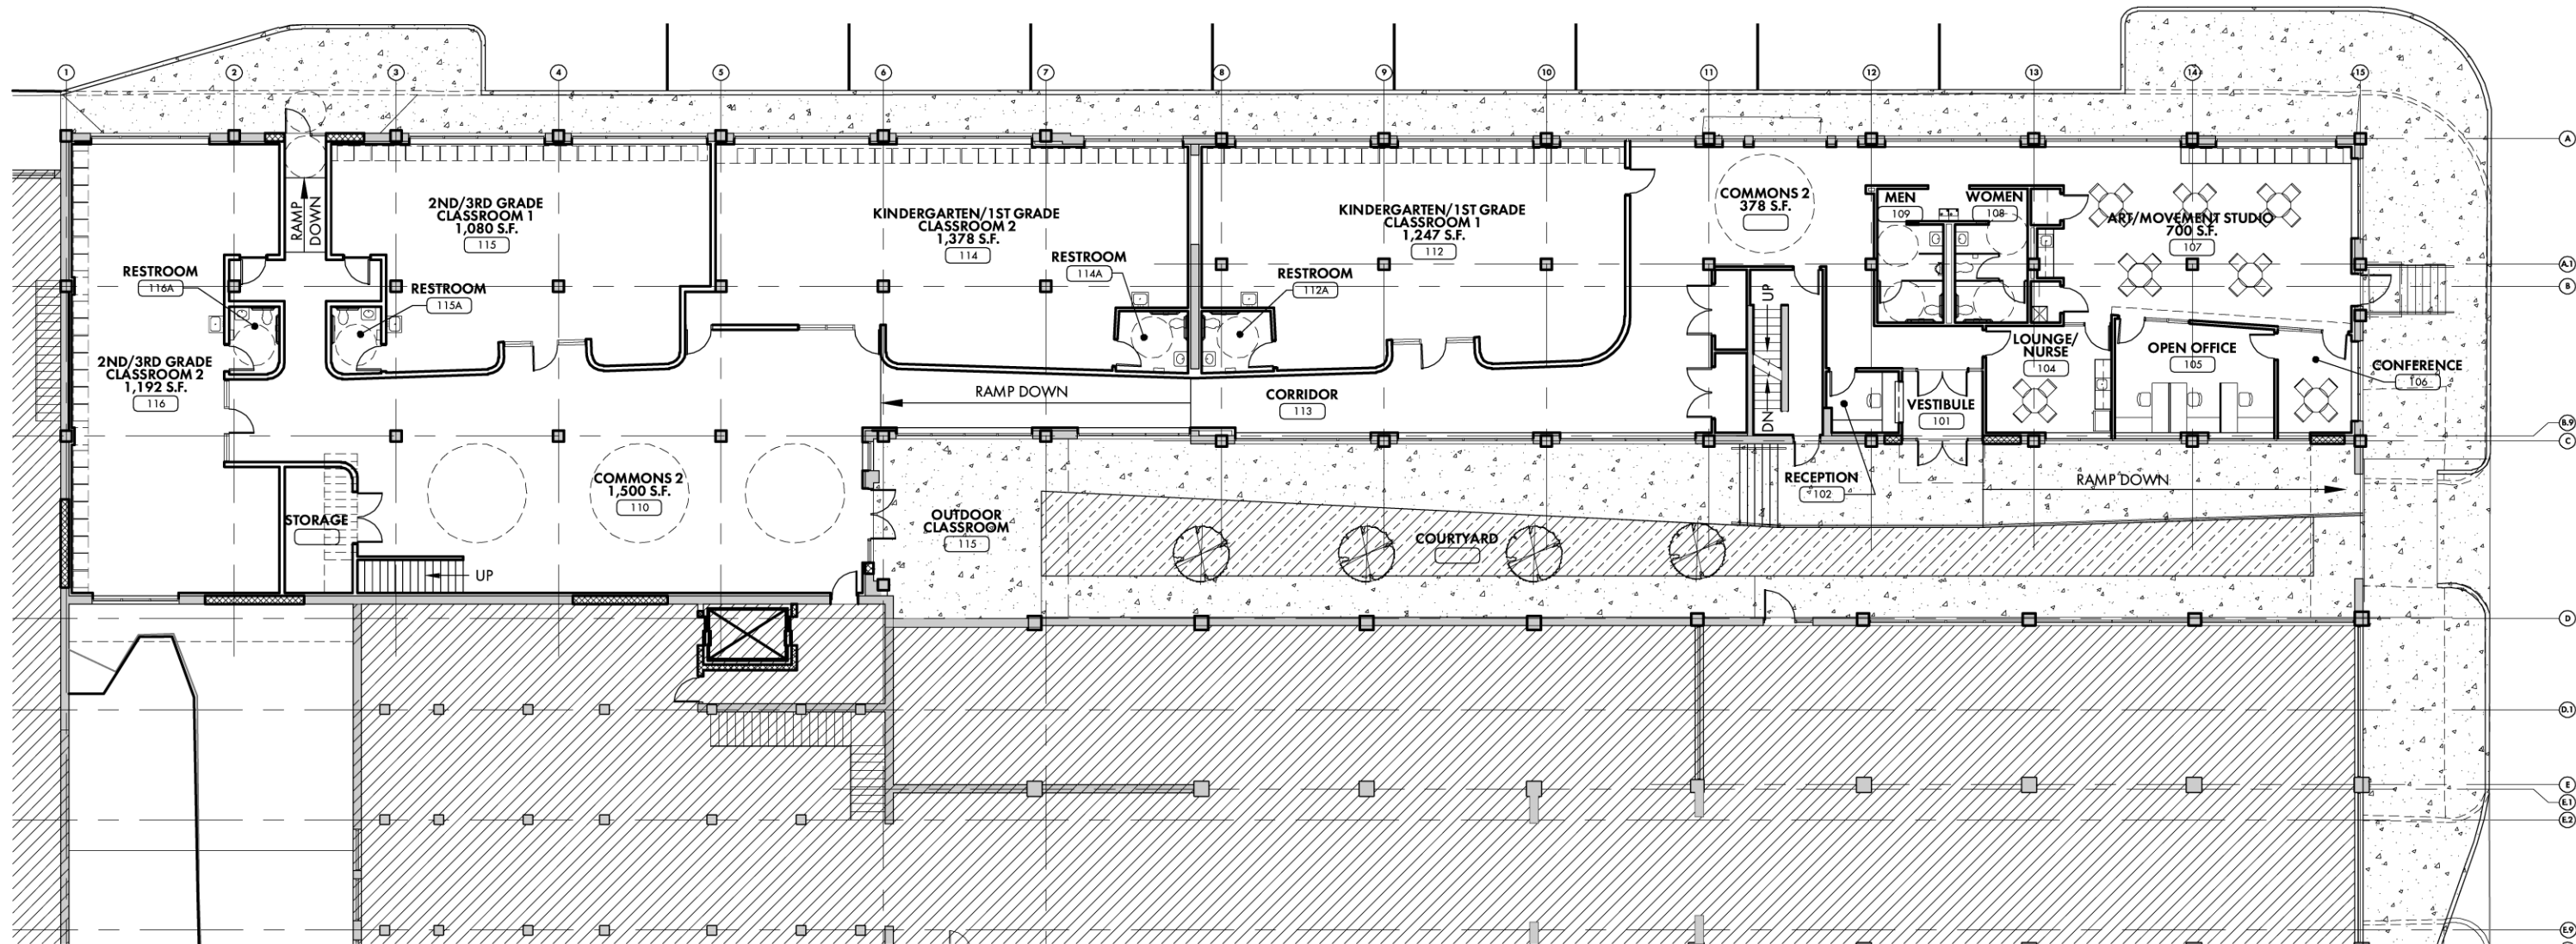 1 2 3 4 5 6 7 8 9 10 11 12 13 14 15
A
A.1
B
B.9
C
D
D.1
E
E.1
E.2
E.9
2ND/3RD GRADE
CLASSROOM 1
1,080 S.F.
115
RAMP
DOWN
RESTROOM
116A
RESTROOM
115A
2ND/3RD GRADE
CLASSROOM 2
1,192 S.F.
116
KINDERGARTEN/1ST GRADE
CLASSROOM 2
1,378 S.F.
114
RESTROOM
114A
KINDERGARTEN/1ST GRADE
CLASSROOM 1
1,247 S.F.
112
RESTROOM
112A
COMMONS 2
378 S.F.
MEN
109
WOMEN
108
ART/MOVEMENT STUDIO
700 S.F.
107
UP
DN
LOUNGE/
NURSE
104
OPEN OFFICE
105
CONFERENCE
106
RAMP DOWN
CORRIDOR
113
VESTIBULE
101
RECEPTION
102
RAMP DOWN
COMMONS 2
1,500 S.F.
110
STORAGE
UP
OUTDOOR
CLASSROOM
115
COURTYARD